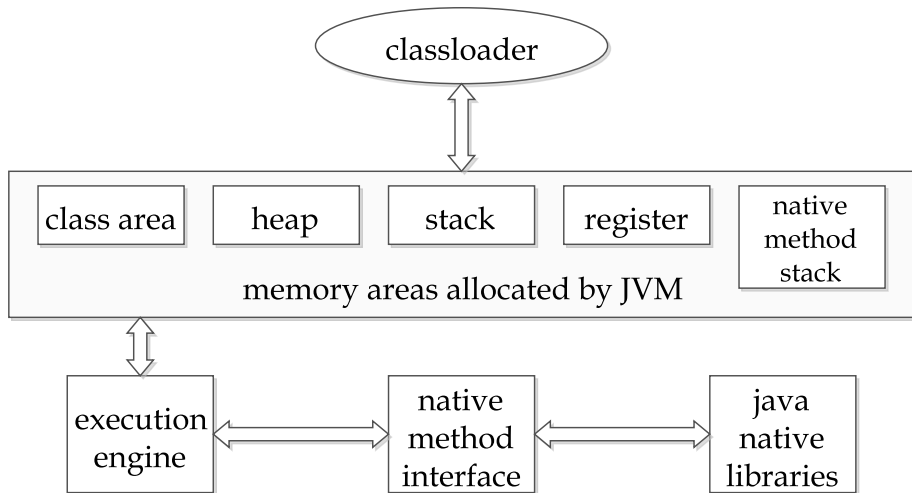 classloader
class area
heap
stack
register
native
method
stack
memory areas allocated by JVM
execution
engine
native
method
interface
java
native
libraries